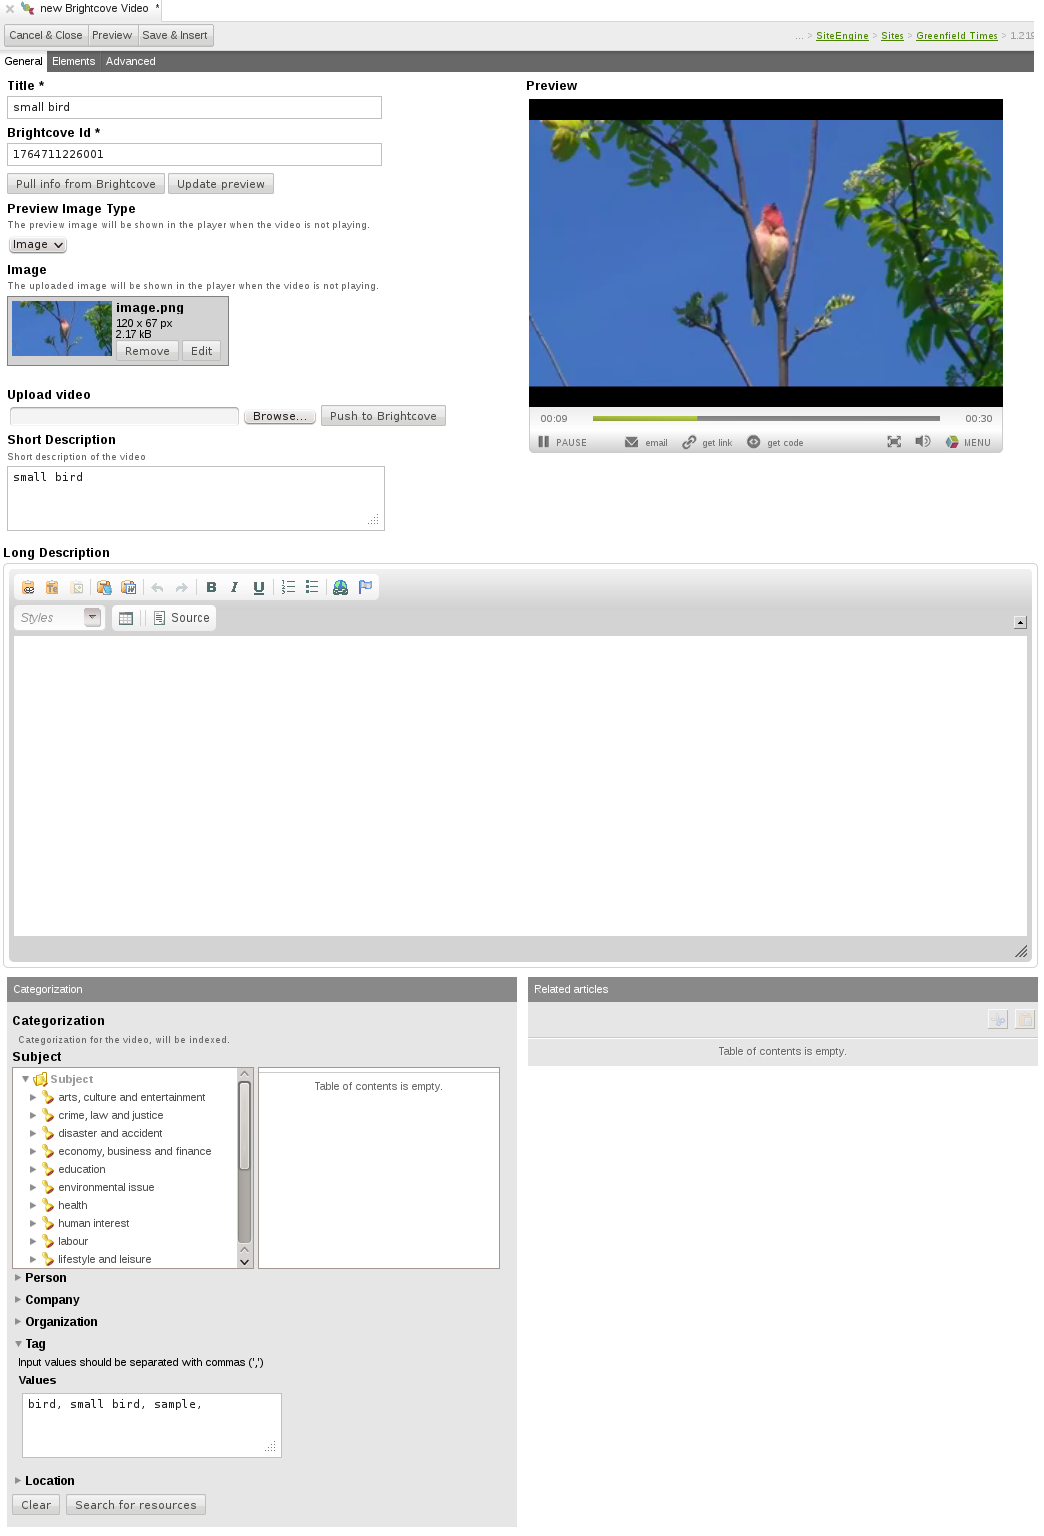 new Brightcove Video *
Cancel & Close Preview Save & Insert
... > SiteEngine > Sites > Greenfield Times > 1.219
General Elements Advanced
Title *
small bird
Brightcove Id *
1764711226001
Pull info from Brightcove Update preview
Preview Image Type
The preview image will be shown in the player when the video is not playing.
Image
Image
The uploaded image will be shown in the player when the video is not playing.
image.png
120 x 67 px
2.17 kB
Remove Edit
Upload video
Browse... Push to Brightcove
Short Description
Short description of the video
small bird
Preview
00:09 00:30
PAUSE email get link get code MENU
Long Description
B I U
Styles Source
Categorization
Categorization
Categorization for the video, will be indexed.
Subject
Subject
arts, culture and entertainment
crime, law and justice
disaster and accident
economy, business and finance
education
environmental issue
health
human interest
labour
lifestyle and leisure
Table of contents is empty.
Person
Company
Organization
Tag
Input values should be separated with commas (',')
Values
bird, small bird, sample,
Location
Clear Search for resources
Related articles
Table of contents is empty.